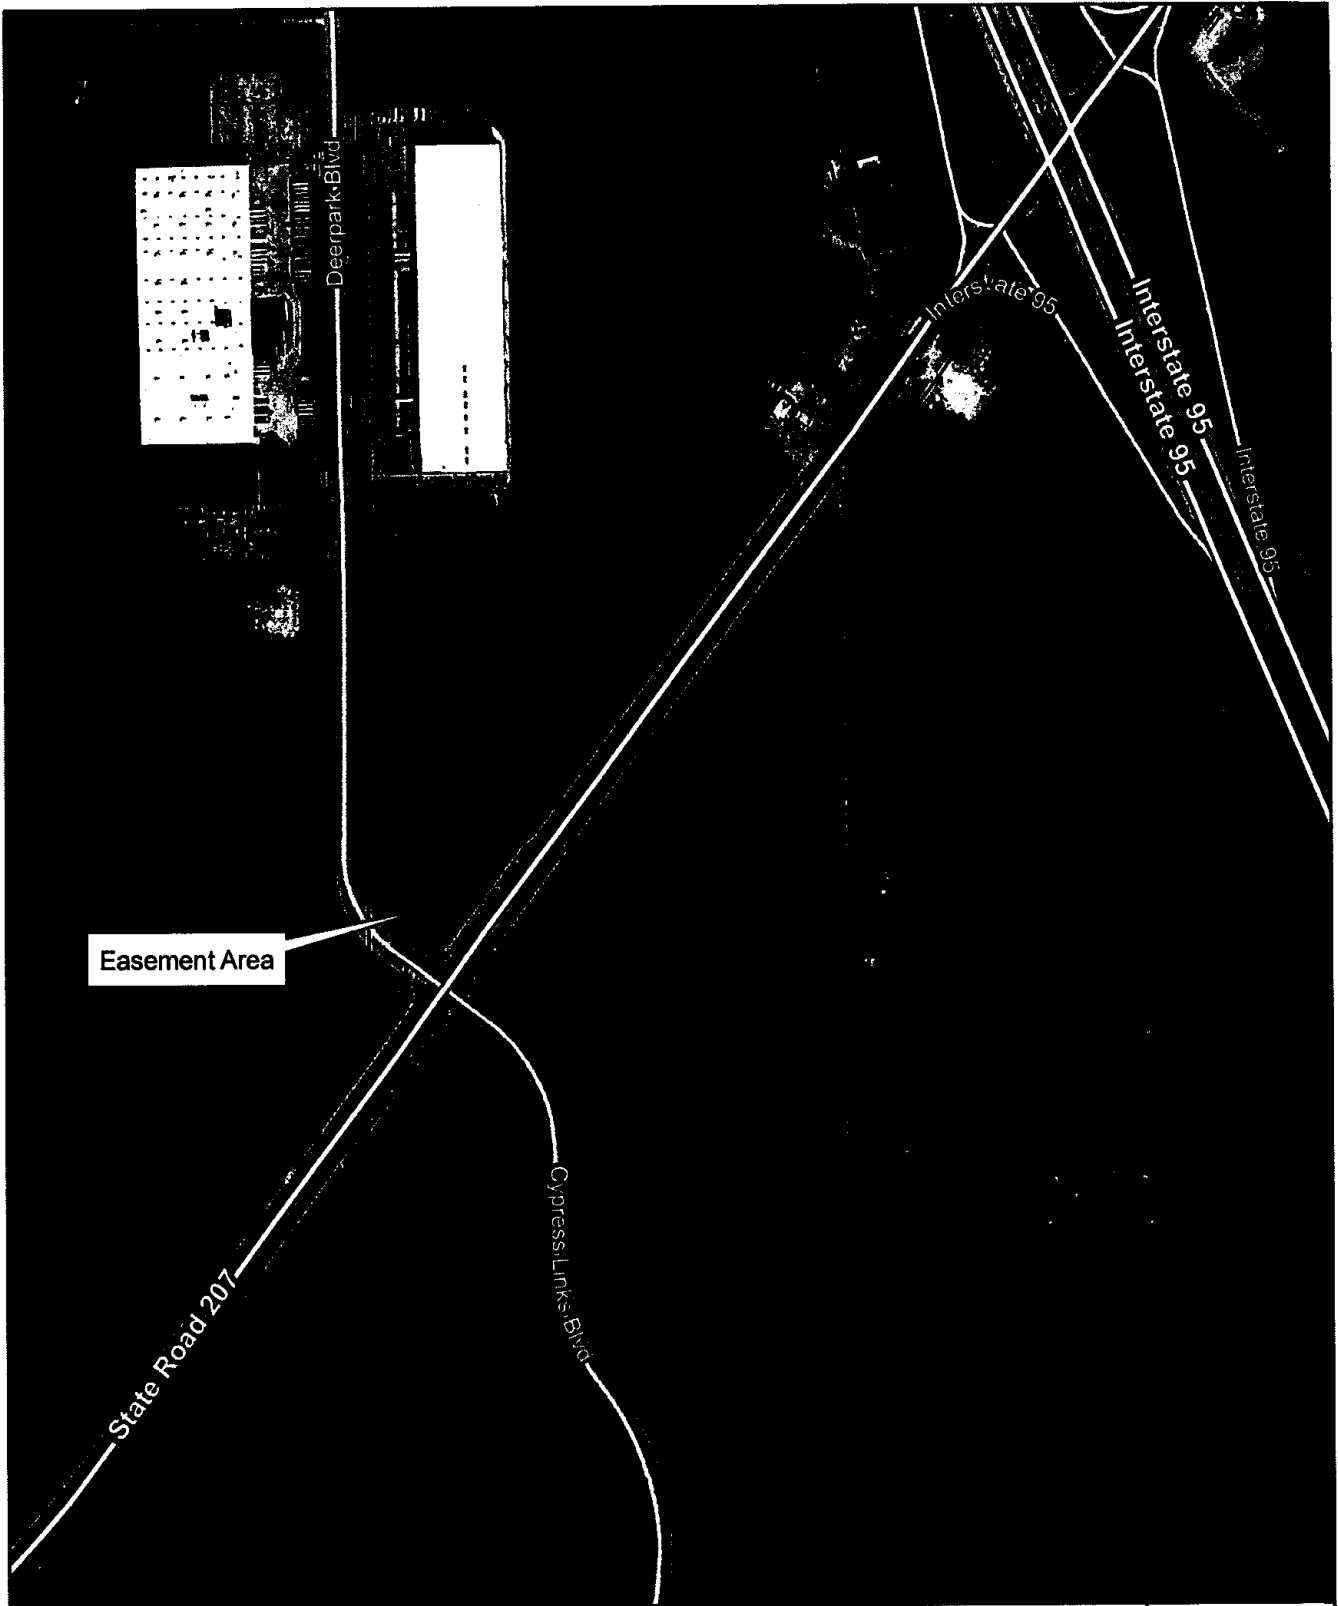 Deerpark Blvd
Interstate 95
Interstate 95
Interstate 95
Interstate 95
Easement Area
Cypress Links Blvd
State Road 207